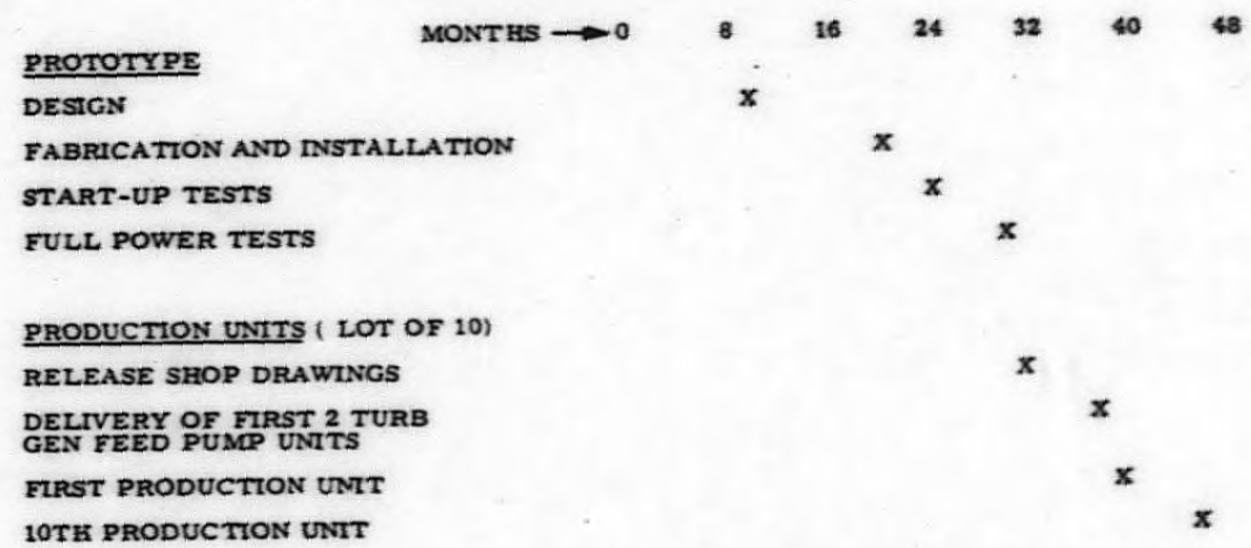 MONTHS → 0 8 16 24 32 40 48
PROTOTYPE
DESIGN X
FABRICATION AND INSTALLATION X
START-UP TESTS X
FULL POWER TESTS X
PRODUCTION UNITS ( LOT OF 10)
RELEASE SHOP DRAWINGS X
DELIVERY OF FIRST 2 TURB X
GEN FEED PUMP UNITS
FIRST PRODUCTION UNIT X
10TH PRODUCTION UNIT X